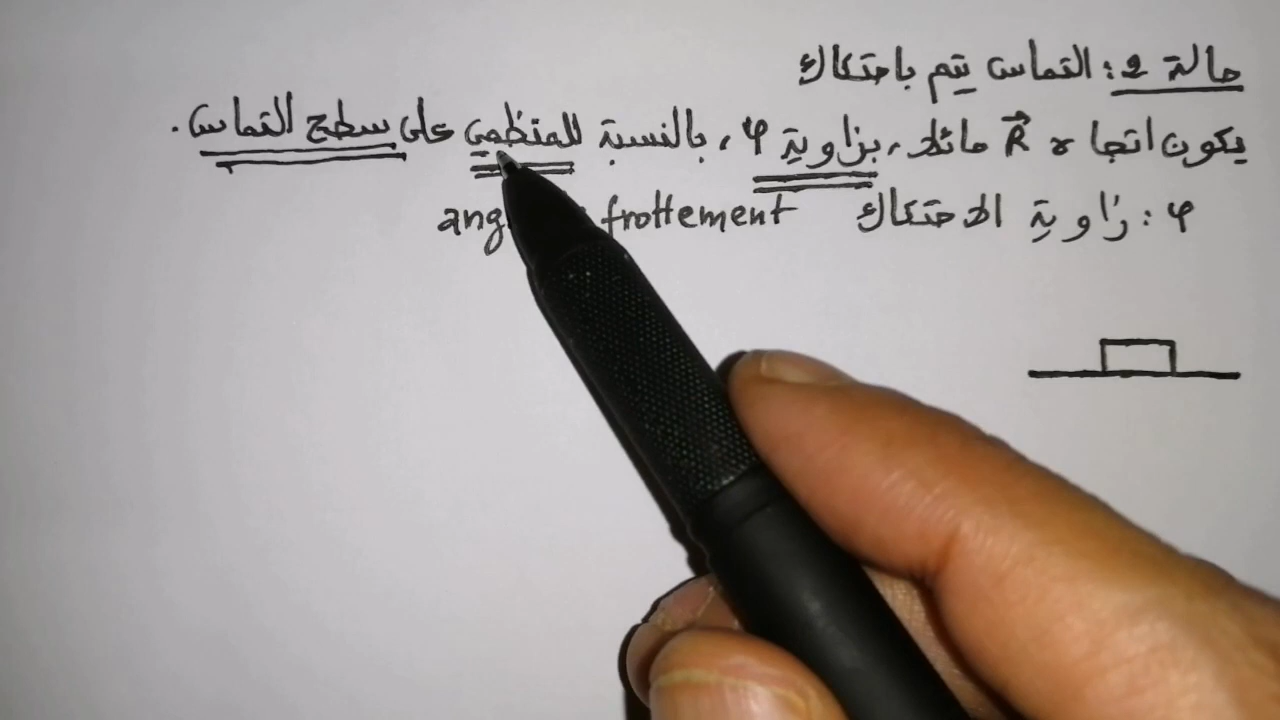 حالة 2: التماس يتم باحتكاك
يكون اتجاه R⃗ مائلا، بزاوية φ، بالنسبة للمنظمي على سطح التماس.
φ: زاوية الاحتكاك frottement